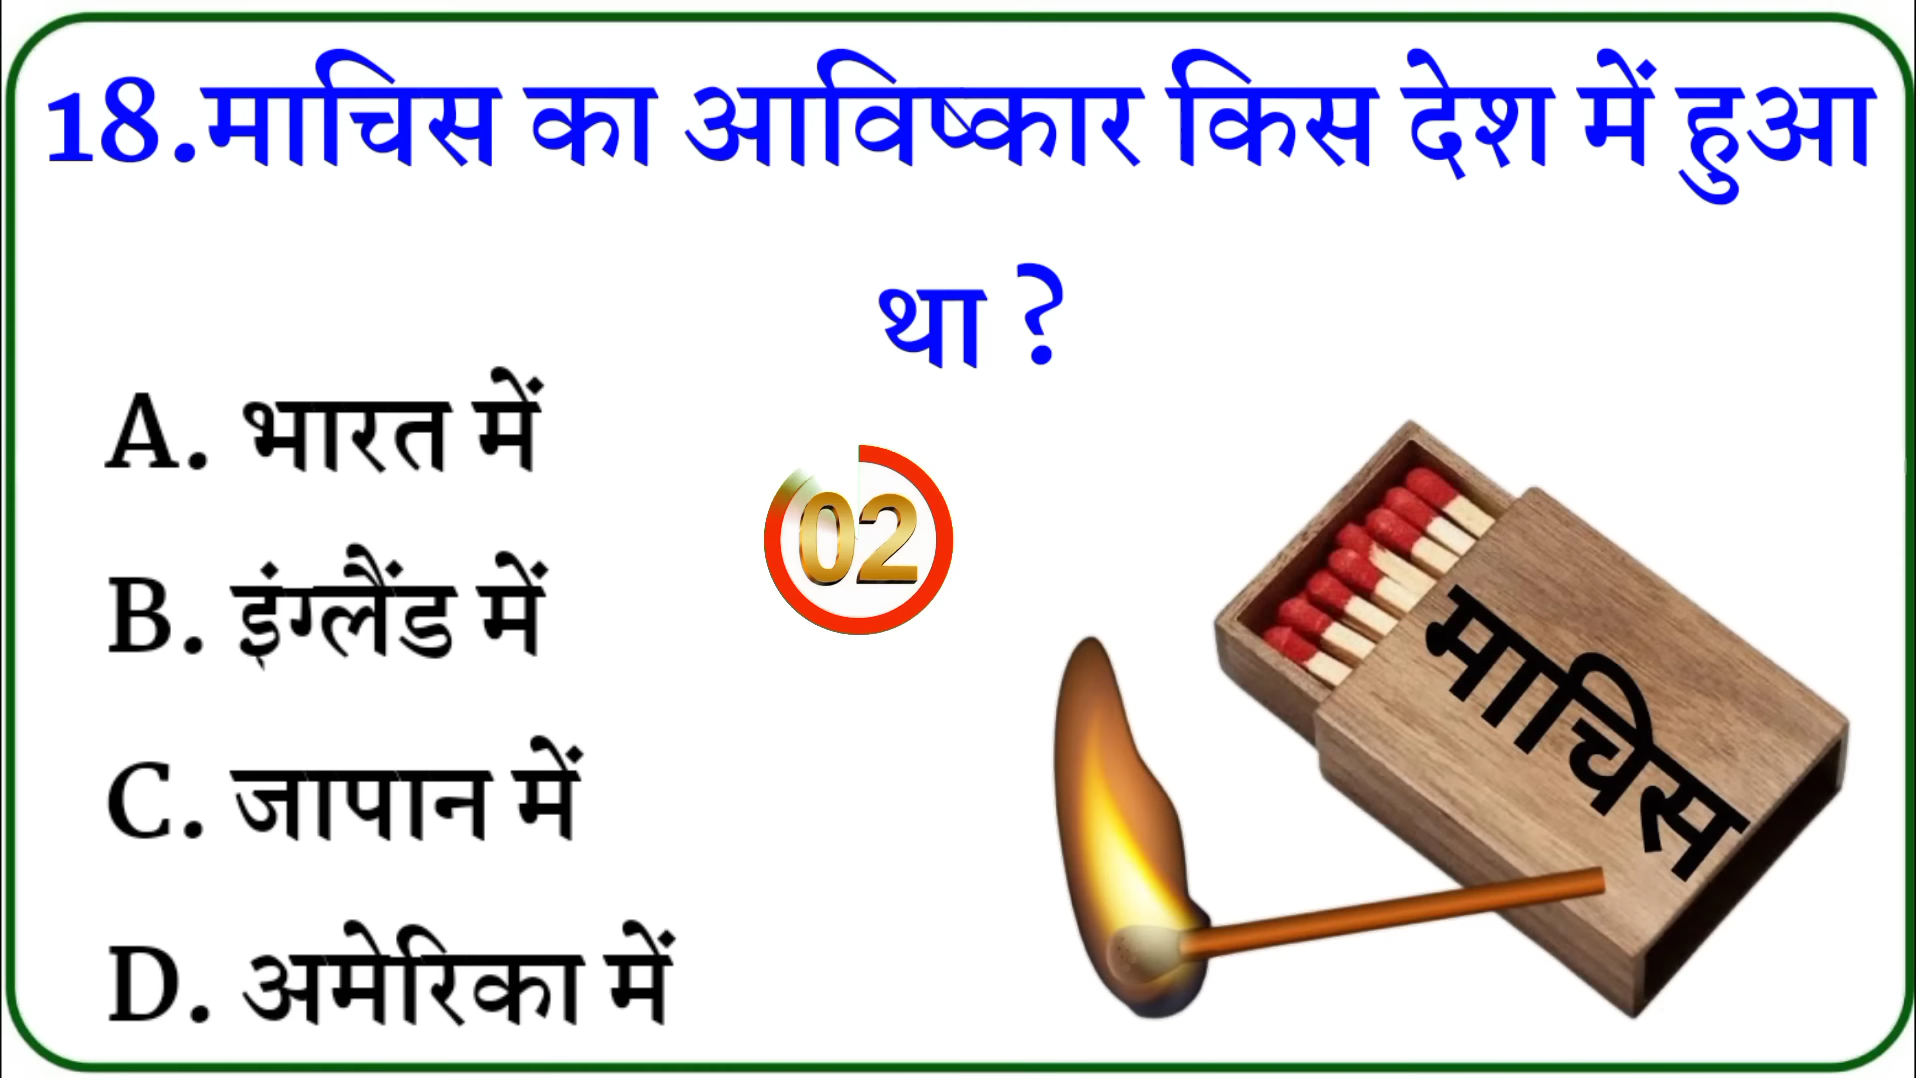 18.माचिस का आविष्कार किस देश में हुआ
था ?
A. भारत में
B. इंग्लैंड में
C. जापान में
D. अमेरिका में
02
माचिस